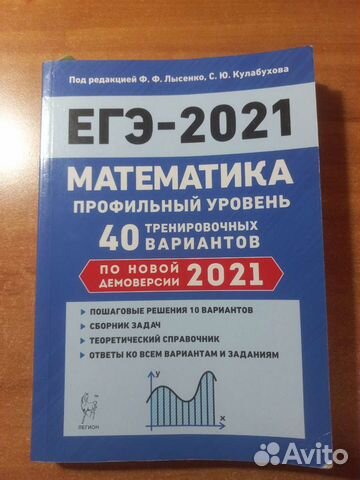 Под редакцией Ф. Ф. Лысенко, С. Ю. Кулабухова
ЕГЭ-2021
МАТЕМАТИКА
ПРОФИЛЬНЫЙ УРОВЕНЬ
40 ТРЕНИРОВОЧНЫХ
ВАРИАНТОВ
ПО НОВОЙ
ДЕМОВЕРСИИ 2021
ПОШАГОВЫЕ РЕШЕНИЯ 10 ВАРИАНТОВ
СБОРНИК ЗАДАЧ
ТЕОРЕТИЧЕСКИЙ СПРАВОЧНИК
ОТВЕТЫ КО ВСЕМ ВАРИАНТАМ И ЗАДАНИЯМ
y
x
ЛЕГИОН
Avito